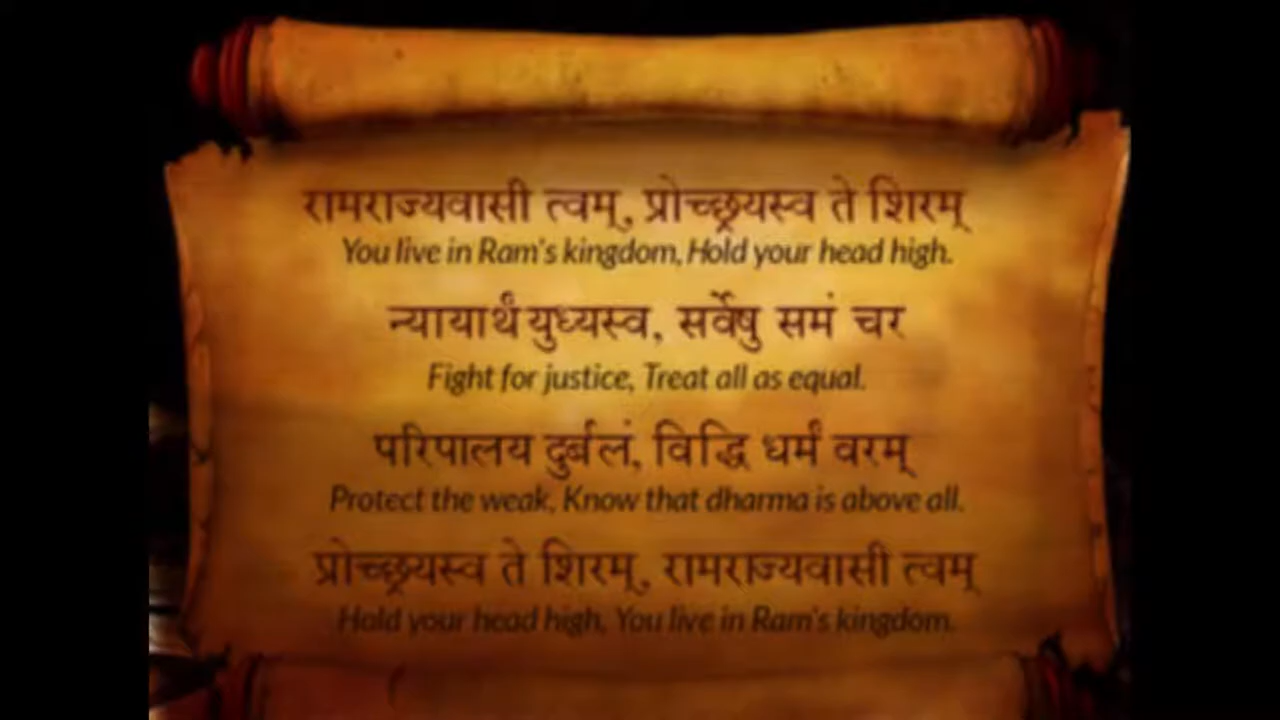 रामराज्यवासी त्वम्, प्रोच्छ्रयस्व ते शिरम्
You live in Ram's kingdom, Hold your head high.
न्यायार्थं युध्यस्व, सर्वेषु समं चर
Fight for justice, Treat all as equal.
परिपालय दुर्बलं, विद्धि धर्मं वरम्
Protect the weak, Know that dharma is above all.
प्रोच्छ्रयस्व ते शिरम्, रामराज्यवासी त्वम्
Hold your head high, You live in Ram's kingdom.